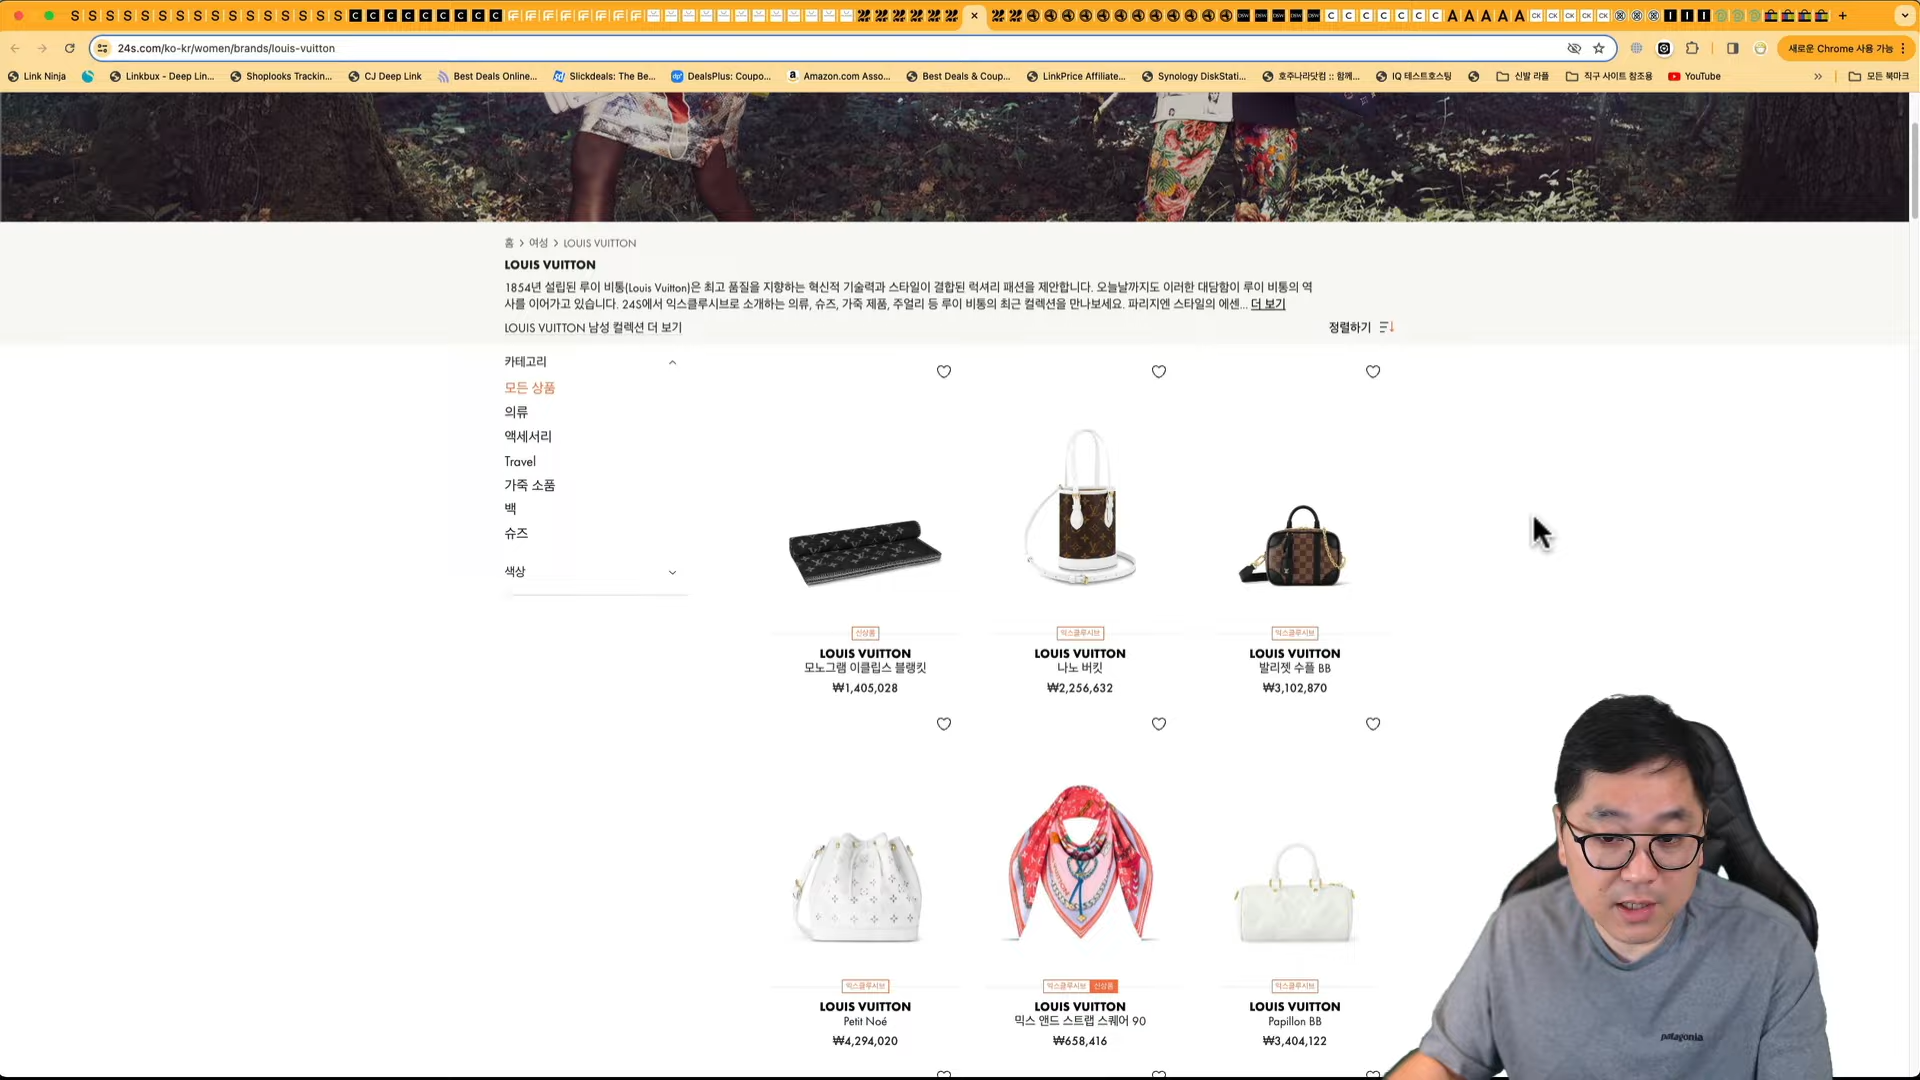 24s.com/ko-kr/women/brands/louis-vuitton
새로운 Chrome 사용 가능
Link Ninja
Linkbux - Deep Lin...
Shoplooks Trackin...
CJ Deep Link
Best Deals Online...
Slickdeals: The Be...
DealsPlus: Coupo...
Amazon.com Asso...
Best Deals & Coup...
LinkPrice Affiliate...
Synology DiskStati...
호주나라닷컴 :: 함께...
IQ 테스트호스팅
신발 라플
직구 사이트 참조용
YouTube
모든 북마크
홈 > 여성 > LOUIS VUITTON
LOUIS VUITTON
1854년 설립된 루이 비통(Louis Vuitton)은 최고 품질을 지향하는 혁신적 기술력과 스타일이 결합된 럭셔리 패션을 제안합니다. 오늘날까지도 이러한 대담함이 루이 비통의 역
사를 이어가고 있습니다. 24S에서 익스클루시브로 소개하는 의류, 슈즈, 가죽 제품, 주얼리 등 루이 비통의 최근 컬렉션을 만나보세요. 파리지엔 스타일의 에센... 더 보기
LOUIS VUITTON 남성 컬렉션 더 보기
정렬하기
카테고리
모든 상품
의류
액세서리
Travel
가죽 소품
백
슈즈
색상
신상품
LOUIS VUITTON
모노그램 이클립스 블랭킷
₩1,405,028
익스클루시브
LOUIS VUITTON
나노 버킷
₩2,256,632
익스클루시브
LOUIS VUITTON
발리젯 수플 BB
₩3,102,870
익스클루시브
LOUIS VUITTON
Petit Noé
₩4,294,020
익스클루시브 신상품
LOUIS VUITTON
믹스 앤드 스트랩 스퀘어 90
₩658,416
익스클루시브
LOUIS VUITTON
Papillon BB
₩3,404,122
patagonia